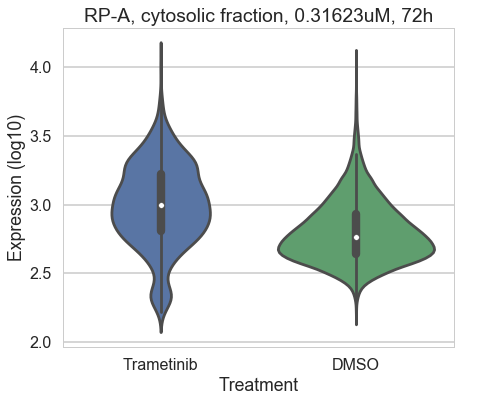 RP-A, cytosolic fraction, 0.31623uM, 72h
Expression (log10)
4.0
3.5
3.0
2.5
2.0
Trametinib DMSO
Treatment